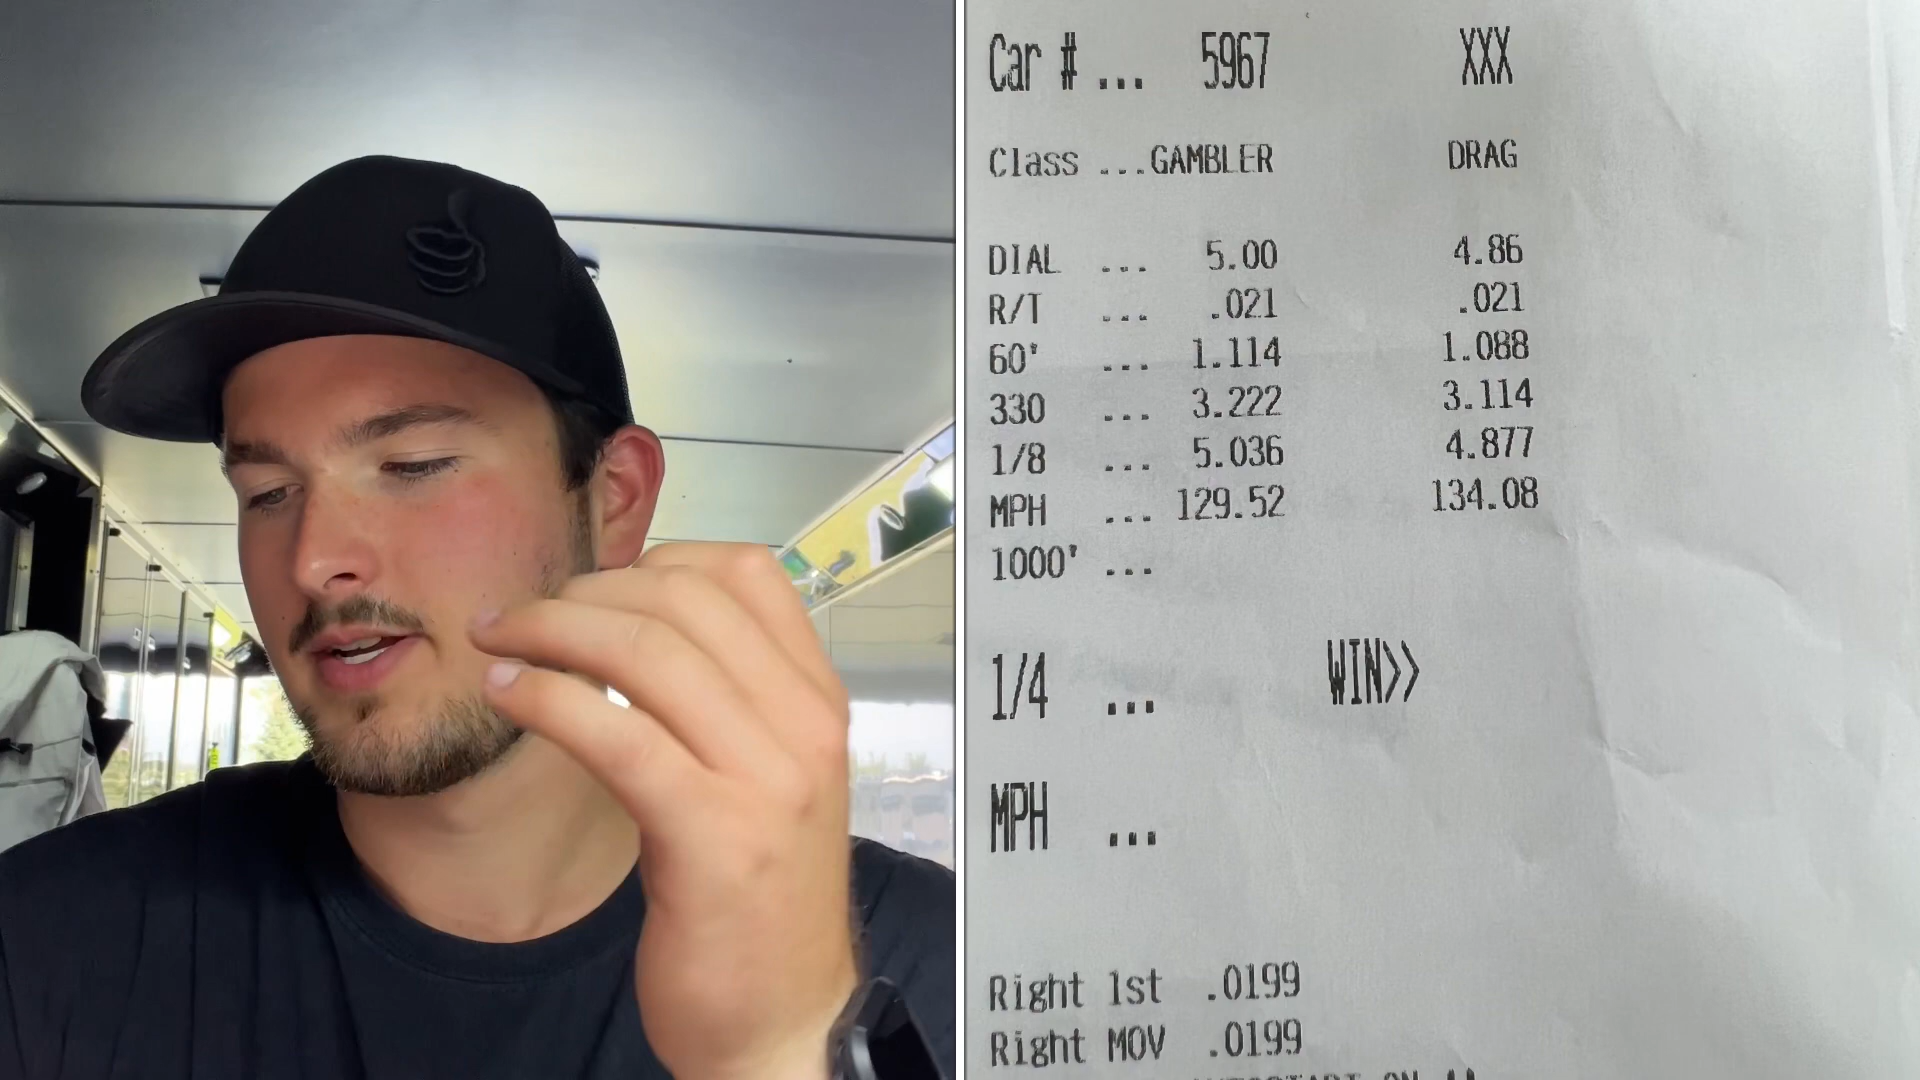 Car # ... 5967 XXX
Class ...GAMBLER DRAG
DIAL ... 5.00 4.86
R/T ... .021 .021
60' ... 1.114 1.088
330 ... 3.222 3.114
1/8 ... 5.036 4.877
MPH ... 129.52 134.08
1000' ...
1/4 ... WIN>>
MPH ...
Right 1st .0199
Right MOV .0199